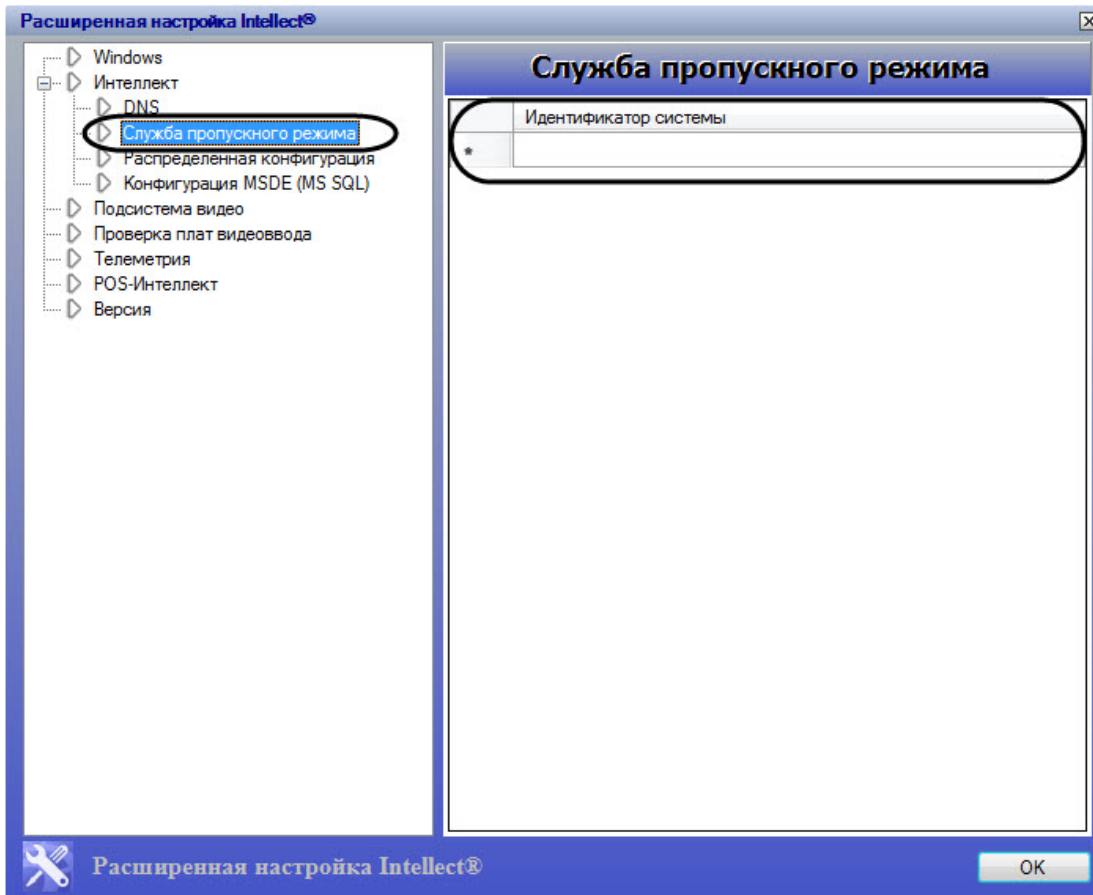 Расширенная настройка Intellect®
Windows
Интеллект
DNS
Служба пропускного режима
Распределенная конфигурация
Конфигурация MSDE (MS SQL)
Подсистема видео
Проверка плат видеоввода
Телеметрия
POS-Интеллект
Версия
Служба пропускного режима
Идентификатор системы
*
Расширенная настройка Intellect®
OK